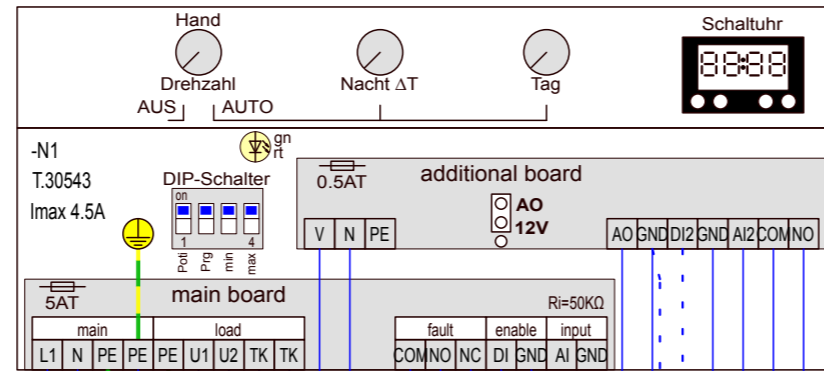 Hand
Schaltuhr
88:88
Drehzahl
Nacht ΔT
Tag
AUS
AUTO
-N1
gn
rt
T.30543
DIP-Schalter
0.5AT
additional board
on
AO
12V
Imax 4.5A
V N PE
AO GND DI2 GND AI2 COM NO
1 4
Poti Prg min max
5AT
main board
Ri=50KΩ
main load fault enable input
L1 N PE PE PE U1 U2 TK TK COM NO NC DI GND AI GND